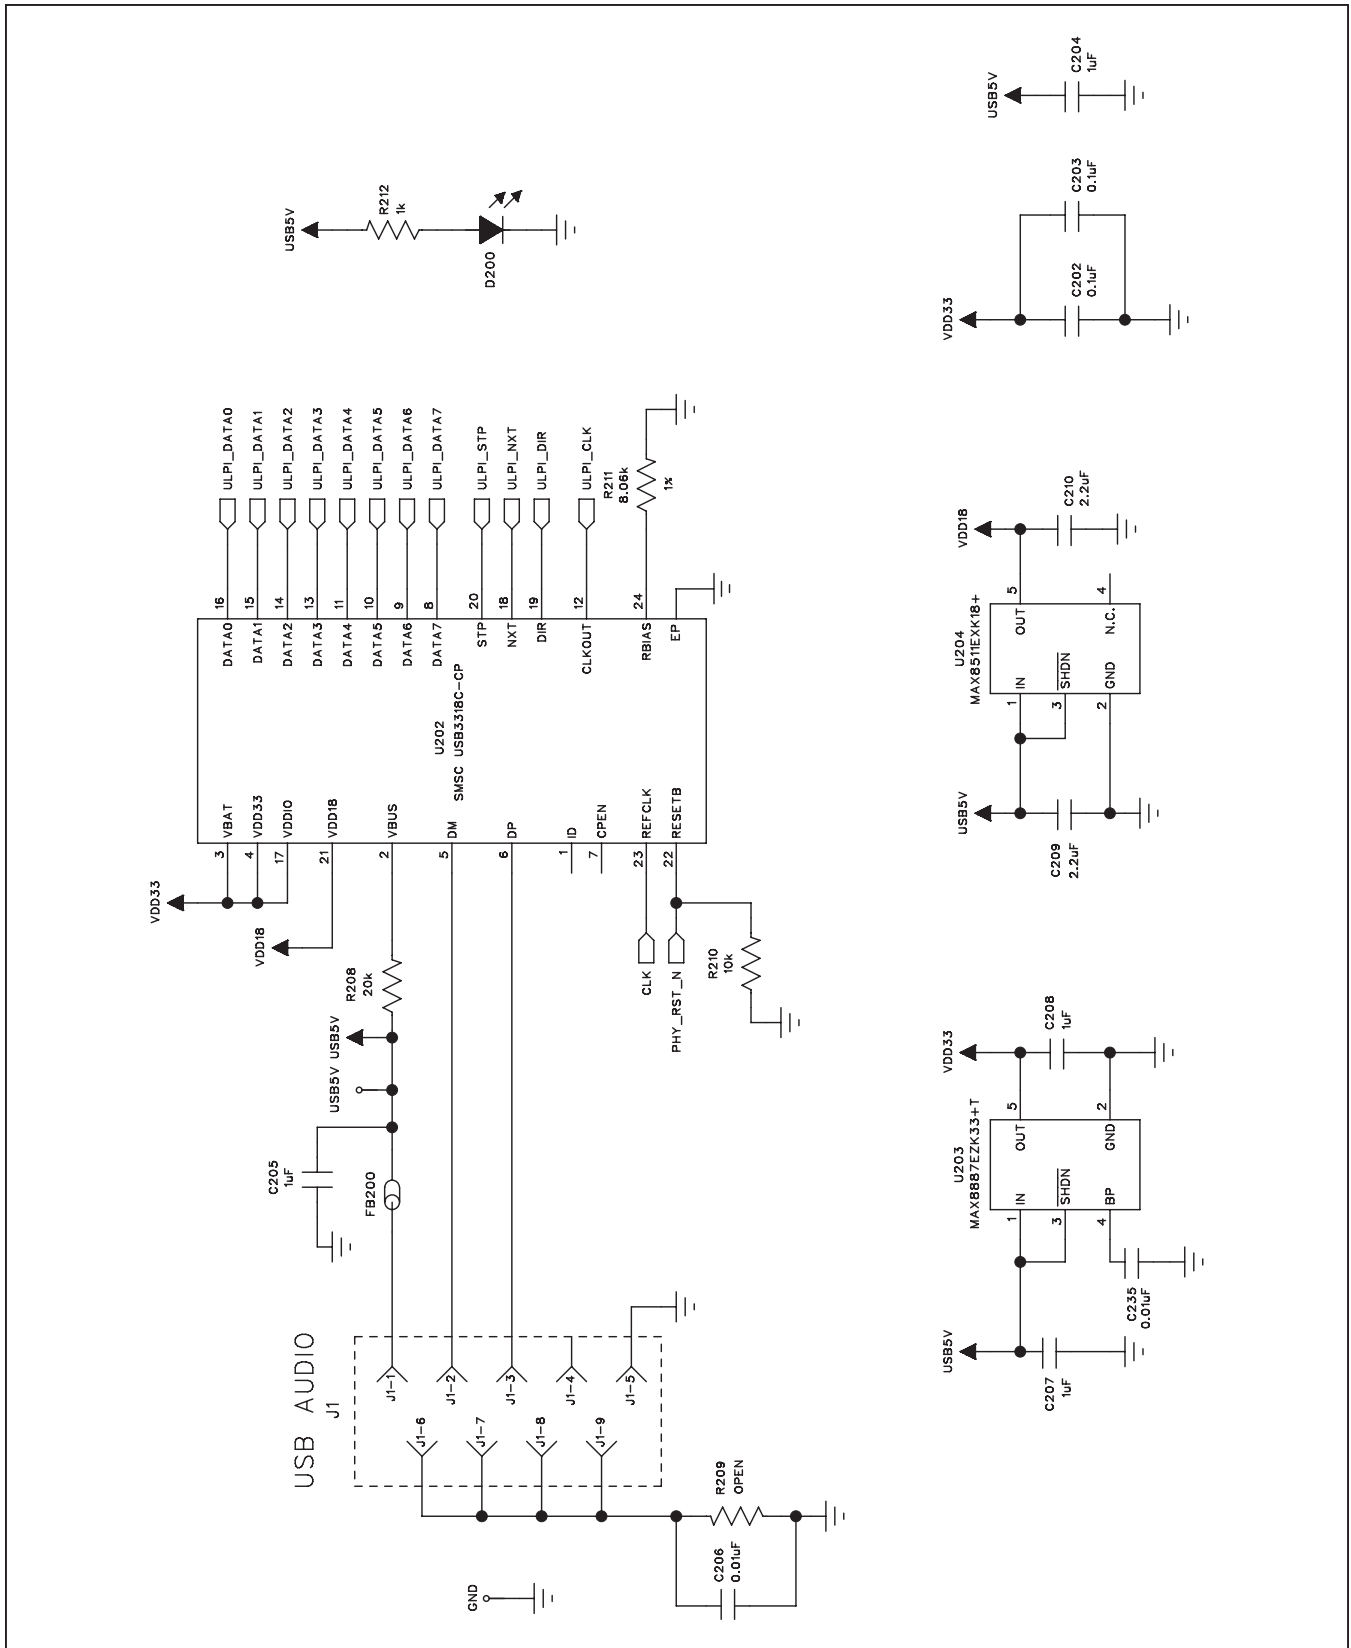 USB AUDIO
J1
J1-1
J1-2
J1-3
J1-4
J1-5
J1-6
J1-7
J1-8
J1-9
GND
C206
0.01uF
R209
OPEN
C205
1uF
FB200
USB5V
USB5V
R208
20k
VDD18
VDD33
CLK
PHY_RST_N
R210
10k
3
VBAT
4
VDD33
17
VDDIO
21
VDD18
2
VBUS
5
DM
6
DP
1
ID
7
CPEN
23
REFCLK
22
RESETB
U202
SMSC USB3318C-CP
DATA0
16
ULPI_DATA0
DATA1
15
ULPI_DATA1
DATA2
14
ULPI_DATA2
DATA3
13
ULPI_DATA3
DATA4
11
ULPI_DATA4
DATA5
10
ULPI_DATA5
DATA6
9
ULPI_DATA6
DATA7
8
ULPI_DATA7
STP
20
ULPI_STP
NXT
18
ULPI_NXT
DIR
19
ULPI_DIR
CLKOUT
12
ULPI_CLK
RBIAS
24
R211
8.06k
1%
EP
USB5V
R212
1k
D200
USB5V
C207
1uF
U203
MAX8887EZK33+T
1
IN
3
SHDN
4
BP
OUT
5
GND
2
C235
0.01uF
VDD33
C208
1uF
USB5V
C209
2.2uF
U204
MAX8511EXK18+
1
IN
3
SHDN
2
GND
OUT
5
N.C.
4
VDD18
C210
2.2uF
VDD33
C202
0.1uF
C203
0.1uF
USB5V
C204
1uF